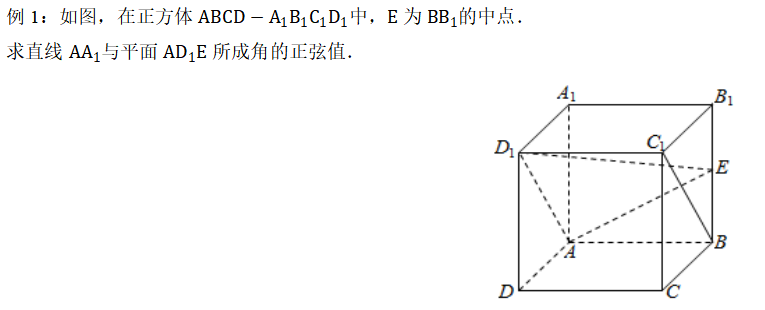 例 1：如图，在正方体 ABCD − A₁B₁C₁D₁中，E 为 BB₁的中点．
求直线 AA₁与平面 AD₁E 所成角的正弦值．
A₁
B₁
D₁
C₁
E
A
B
D
C